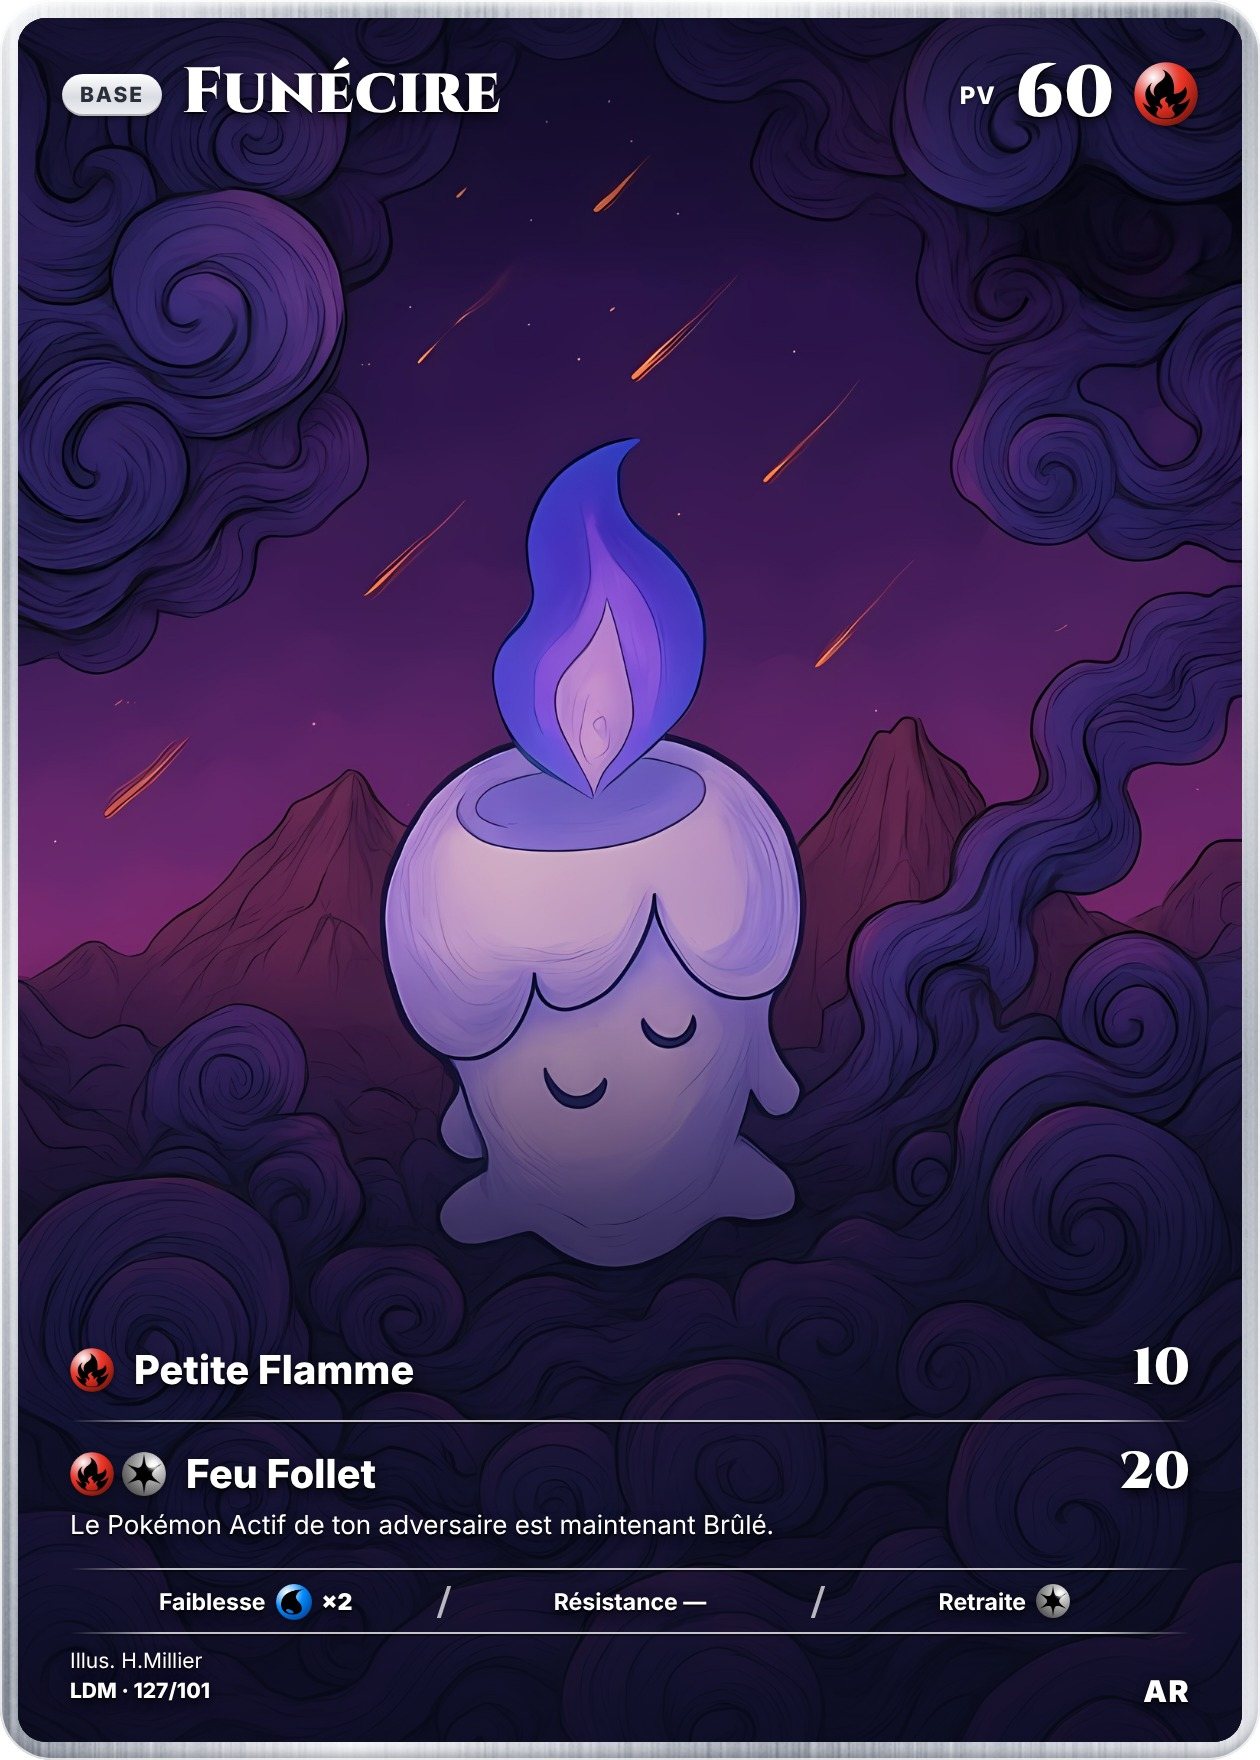 BASE FUNÉCIRE PV 60
Petite Flamme 10
Feu Follet 20
Le Pokémon Actif de ton adversaire est maintenant Brûlé.
Faiblesse ×2 / Résistance — / Retraite
Illus. H.Millier
LDM · 127/101 AR